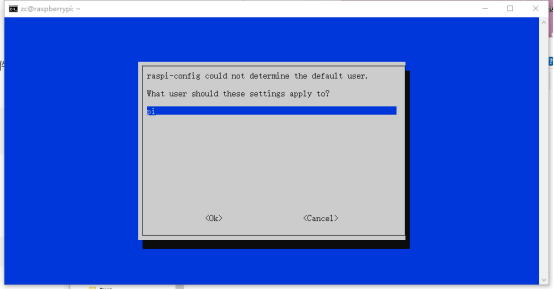 zc@raspberrypi: ~
raspi-config could not determine the default user.
What user should these settings apply to?
pi
<Ok>
<Cancel>